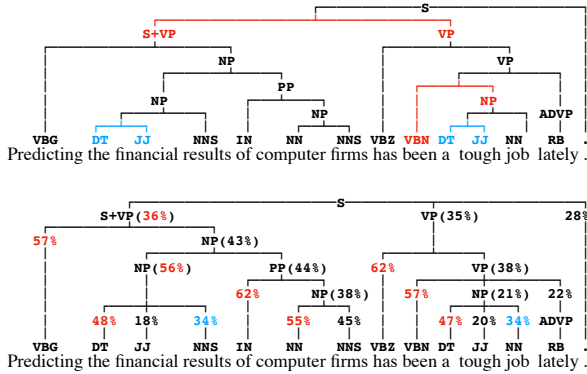 S
S+VP VP
NP VP
PP NP
NP NP ADVP
VBG DT JJ NNS IN NN NNS VBZ VBN DT JJ NN RB .
Predicting the financial results of computer firms has been a tough job lately .
S
S+VP(36%) VP(35%) 28%
57% NP(43%)
NP(56%) PP(44%) 62% VP(38%)
62% NP(38%) 57% NP(21%) 22%
48% 18% 34% 55% 45% 47% 20% 34% ADVP
VBG DT JJ NNS IN NN NNS VBZ VBN DT JJ NN RB .
Predicting the financial results of computer firms has been a tough job lately .